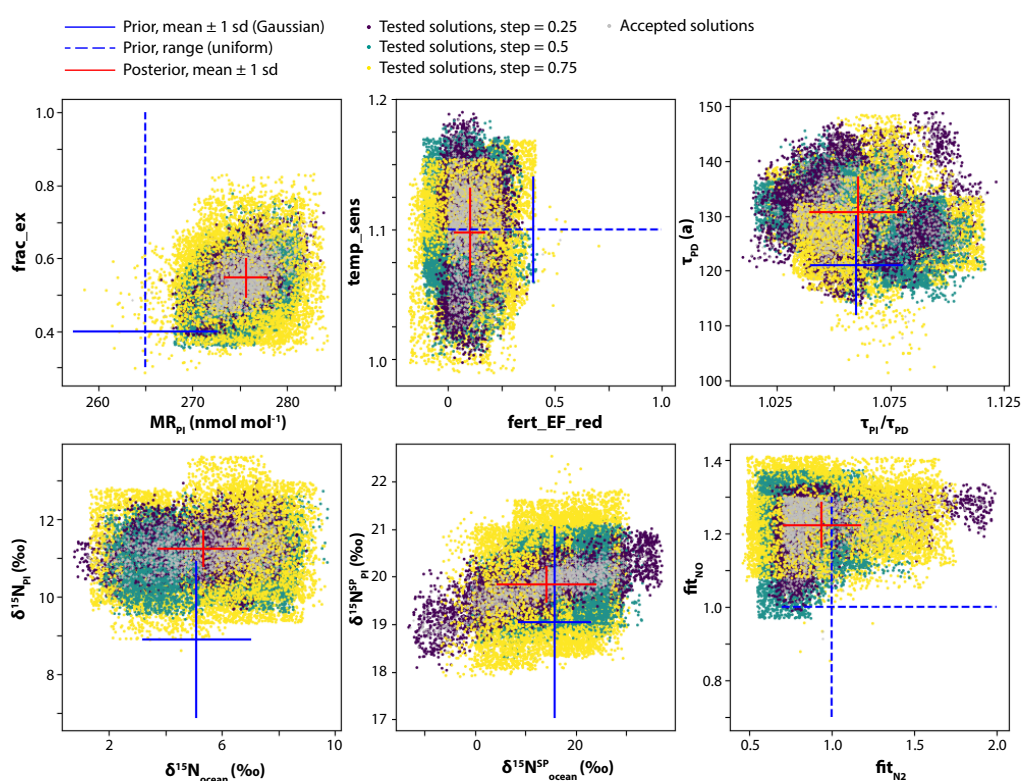 Prior, mean ± 1 sd (Gaussian)
Prior, range (uniform)
Posterior, mean ± 1 sd
Tested solutions, step = 0.25
Tested solutions, step = 0.5
Tested solutions, step = 0.75
Accepted solutions
frac_ex
1.0
0.8
0.6
0.4
260
270
280
MR_PI (nmol mol⁻¹)
temp_sens
1.2
1.1
1.0
0
0.5
1.0
fert_EF_red
τ_PD (a)
150
140
130
120
110
100
1.025
1.075
1.125
τ_PI/τ_PD
δ¹⁵N_PI (‰)
12
10
8
2
6
10
δ¹⁵N_ocean (‰)
δ¹⁵N^SP_PI (‰)
22
21
20
19
18
17
0
20
δ¹⁵N^SP_ocean (‰)
fit_NO
1.4
1.2
1.0
0.8
0.5
1.0
1.5
2.0
fit_N2